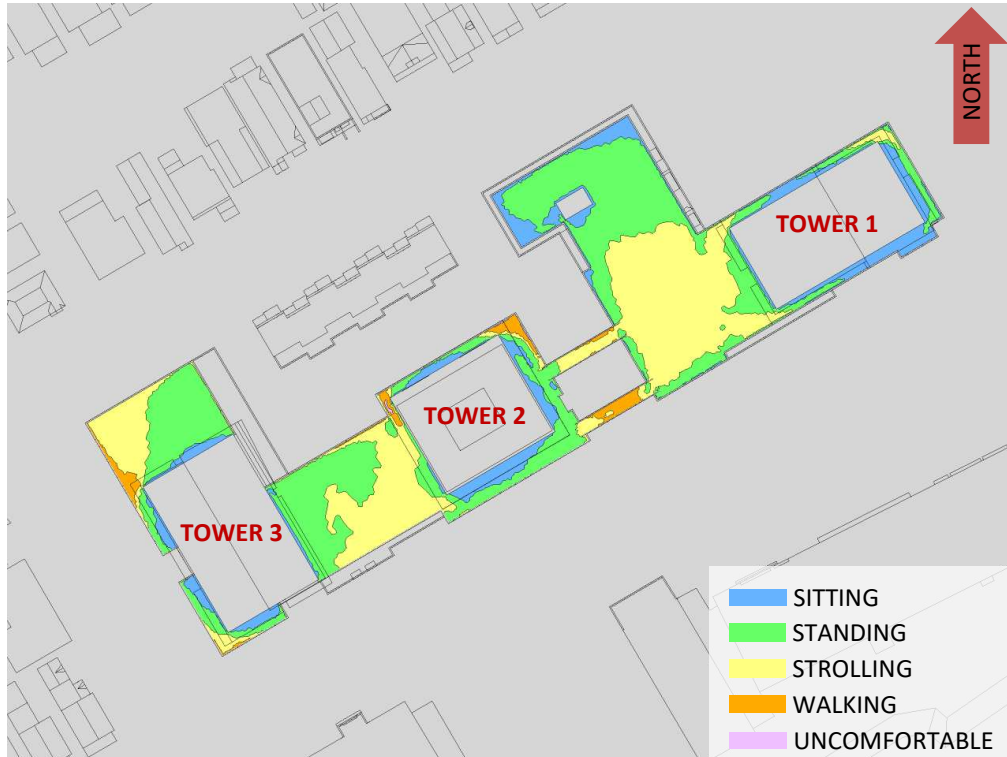 NORTH
TOWER 1
TOWER 2
TOWER 3
SITTING
STANDING
STROLLING
WALKING
UNCOMFORTABLE